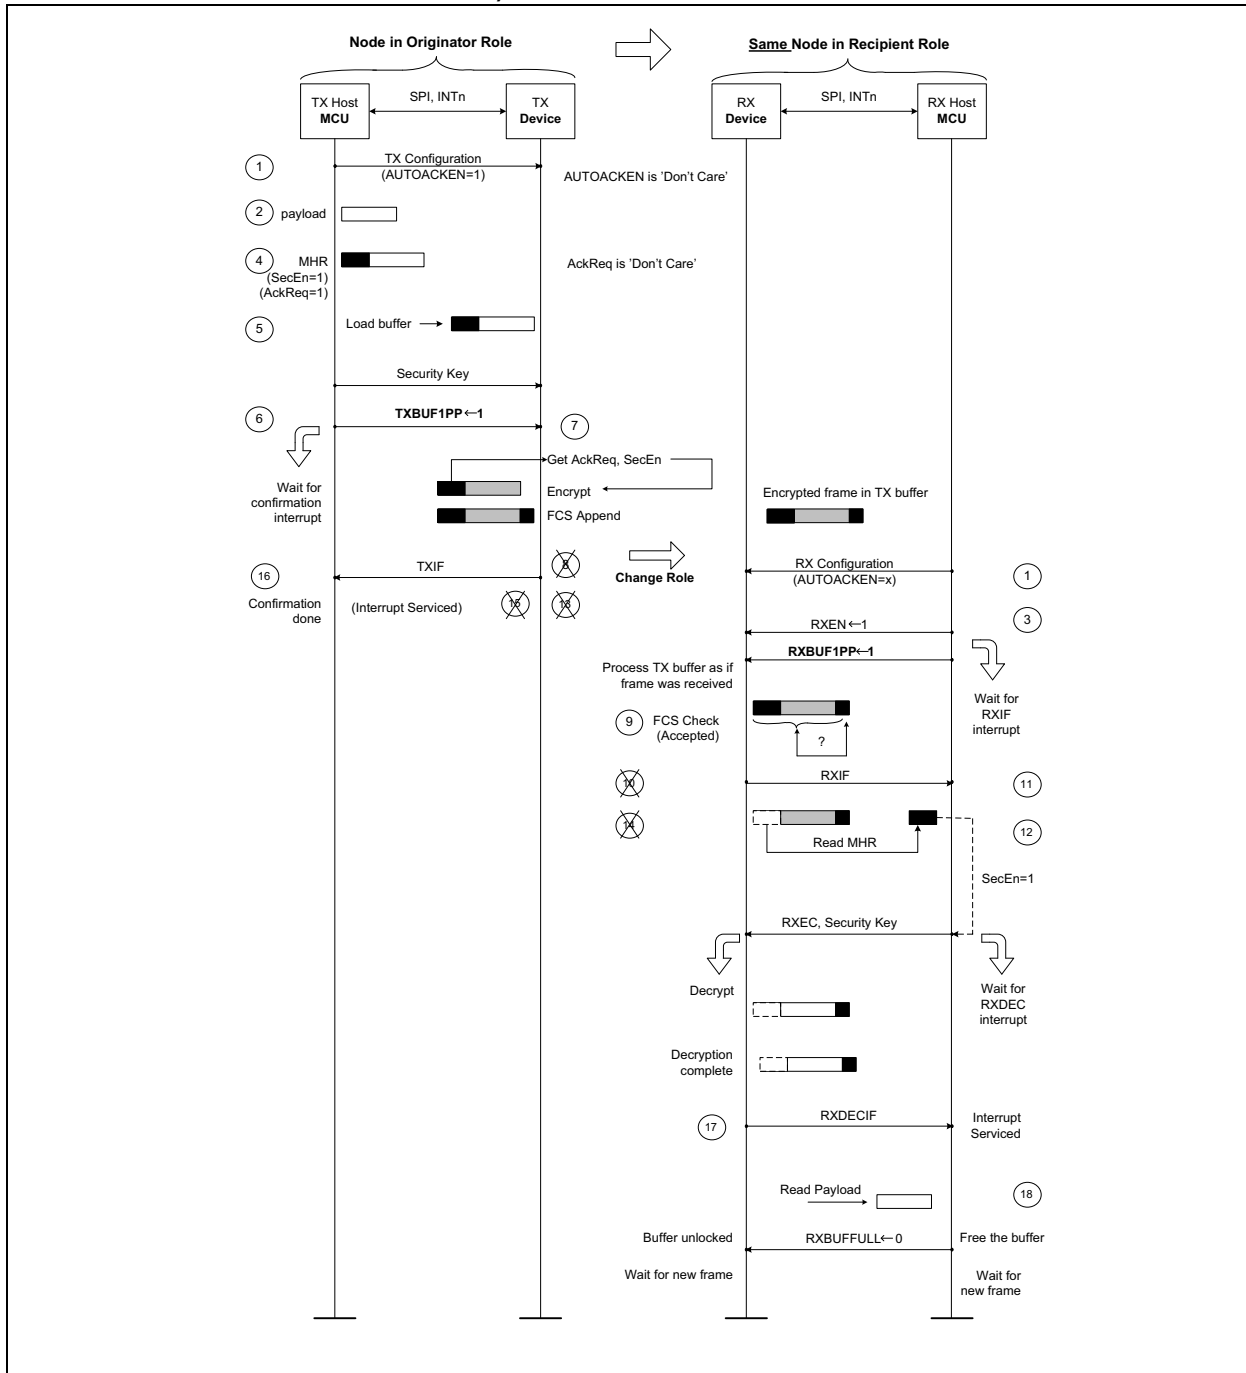 Node in Originator Role
Same Node in Recipient Role
TX Host
MCU
SPI, INTn
TX
Device
RX
Device
SPI, INTn
RX Host
MCU
1
TX Configuration
(AUTOACKEN=1)
AUTOACKEN is 'Don't Care'
2
payload
4
MHR
(SecEn=1)
(AckReq=1)
AckReq is 'Don't Care'
5
Load buffer
Security Key
6
TXBUF1PP←1
7
Get AckReq, SecEn
Wait for
confirmation
interrupt
Encrypt
FCS Append
Encrypted frame in TX buffer
16
TXIF
8
Change Role
RX Configuration
(AUTOACKEN=x)
1
Confirmation
done
(Interrupt Serviced)
15
13
RXEN←1
3
RXBUF1PP←1
Process TX buffer as if
frame was received
Wait for
RXIF
interrupt
9
FCS Check
(Accepted)
?
10
RXIF
11
14
Read MHR
12
SecEn=1
RXEC, Security Key
Decrypt
Wait for
RXDEC
interrupt
Decryption
complete
17
RXDECIF
Interrupt
Serviced
Read Payload
18
Buffer unlocked
RXBUFFULL←0
Free the buffer
Wait for new frame
Wait for
new frame